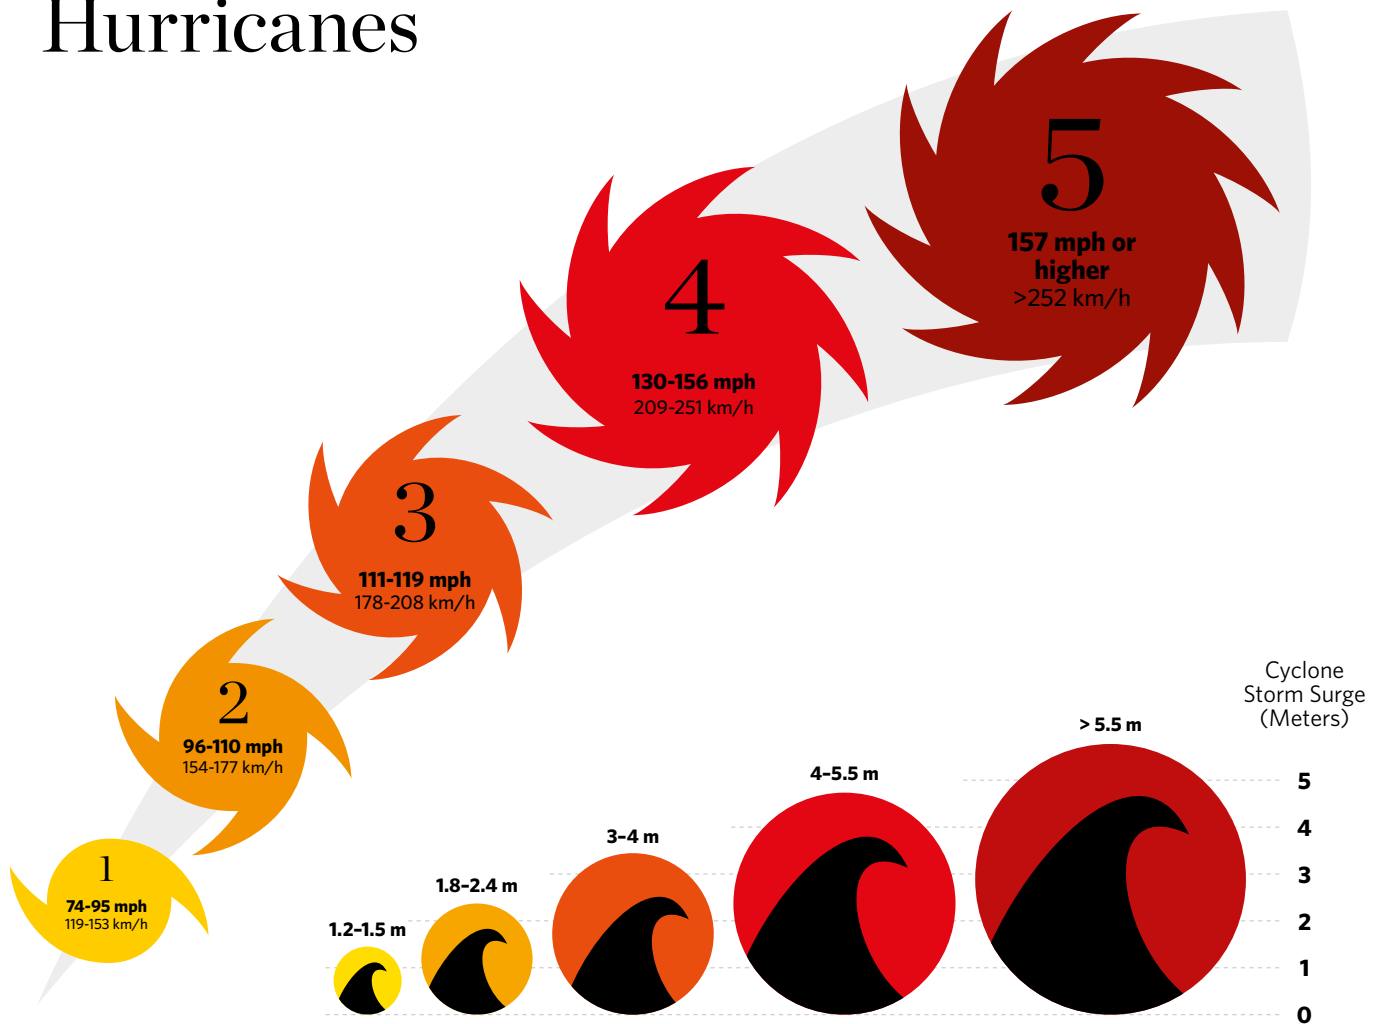 Hurricanes
5
157 mph or
higher
>252 km/h
4
130-156 mph
209-251 km/h
3
111-119 mph
178-208 km/h
2
96-110 mph
154-177 km/h
1
74-95 mph
119-153 km/h
Cyclone
Storm Surge
(Meters)
1.2–1.5 m
1.8–2.4 m
3–4 m
4–5.5 m
> 5.5 m
5
4
3
2
1
0